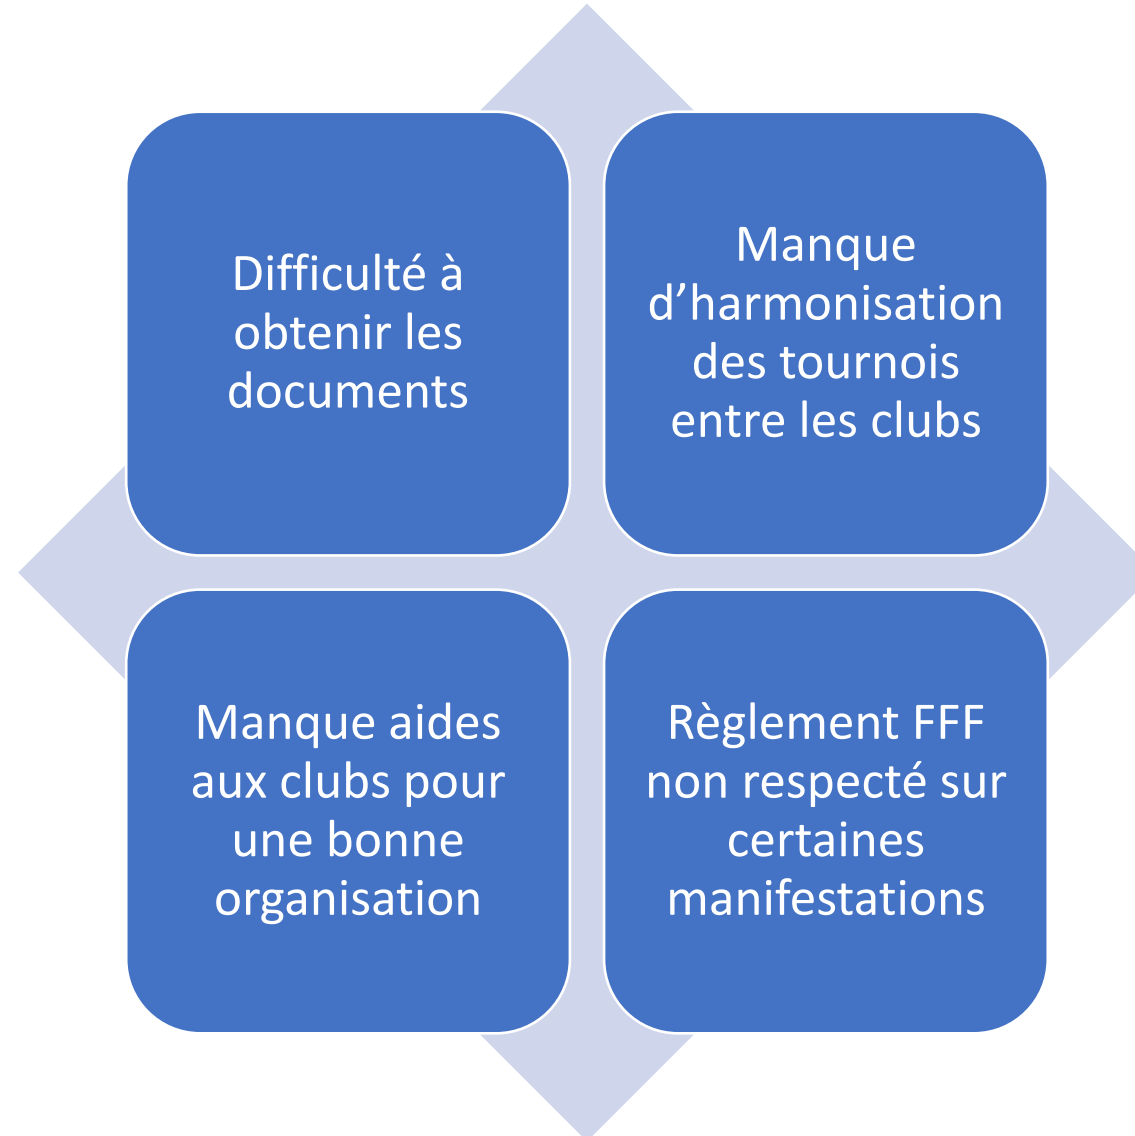 Difficulté à
obtenir les
documents
Manque
d’harmonisation
des tournois
entre les clubs
Manque aides
aux clubs pour
une bonne
organisation
Règlement FFF
non respecté sur
certaines
manifestations